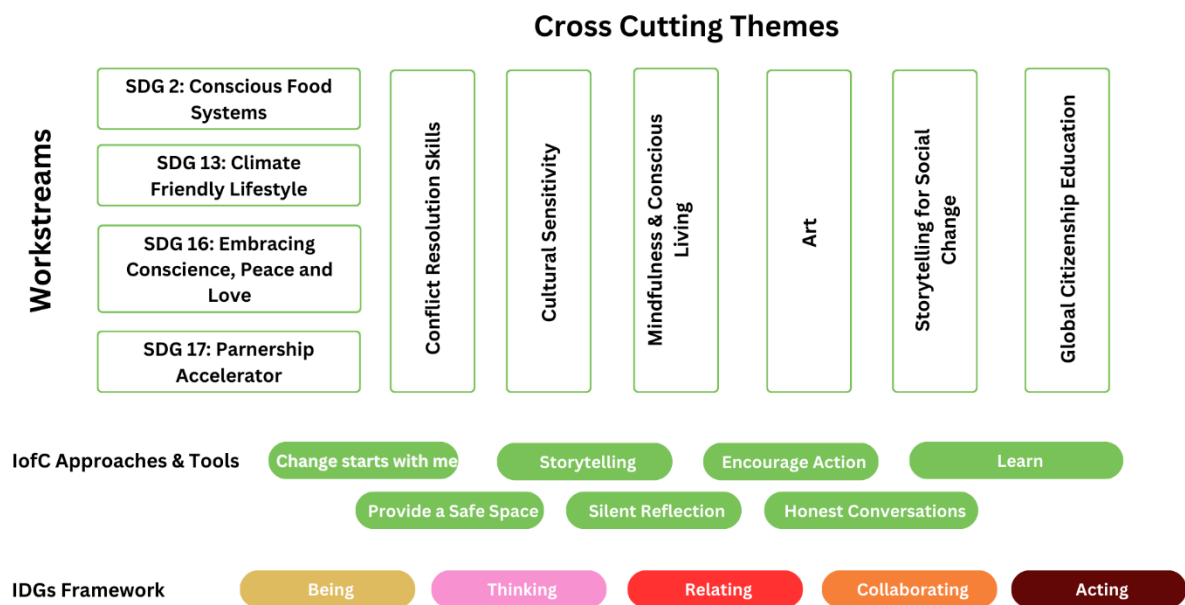 Cross Cutting Themes
Workstreams
SDG 2: Conscious Food
Systems
SDG 13: Climate
Friendly Lifestyle
SDG 16: Embracing
Conscience, Peace and
Love
SDG 17: Parnership
Accelerator
Conflict Resolution Skills
Cultural Sensitivity
Mindfulness & Conscious
Living
Art
Storytelling for Social
Change
Global Citizenship Education
IofC Approaches & Tools
Change starts with me
Storytelling
Encourage Action
Learn
Provide a Safe Space
Silent Reflection
Honest Conversations
IDGs Framework
Being
Thinking
Relating
Collaborating
Acting